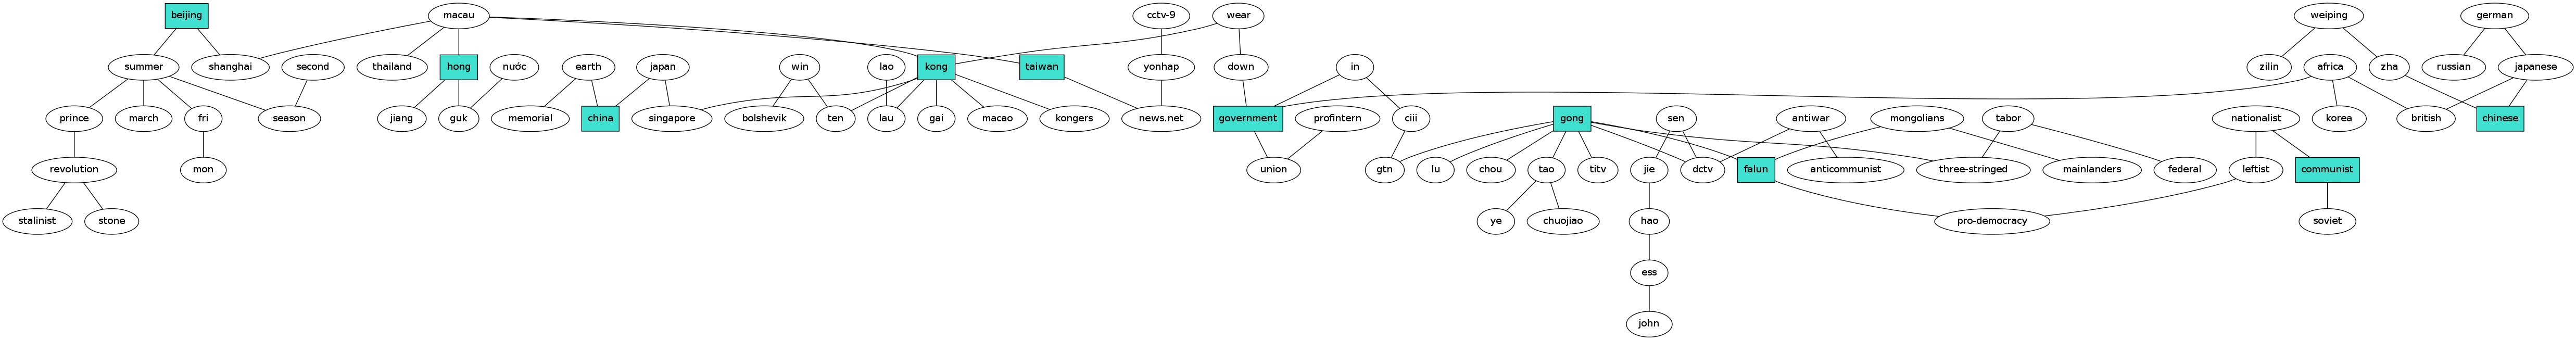 beijing
macau
cctv-9
wear
weiping
german
summer
shanghai
second
thailand
hong
nước
earth
japan
win
lao
kong
taiwan
yonhap
down
in
zilin
africa
zha
russian
japanese
prince
march
fri
season
jiang
guk
memorial
china
singapore
bolshevik
ten
lau
gai
macao
kongers
news.net
government
profintern
ciii
gong
sen
antiwar
mongolians
tabor
nationalist
korea
british
chinese
revolution
mon
union
gtn
lu
chou
tao
titv
jie
dctv
falun
anticommunist
three-stringed
mainlanders
federal
leftist
communist
stalinist
stone
ye
chuojiao
hao
pro-democracy
soviet
ess
john